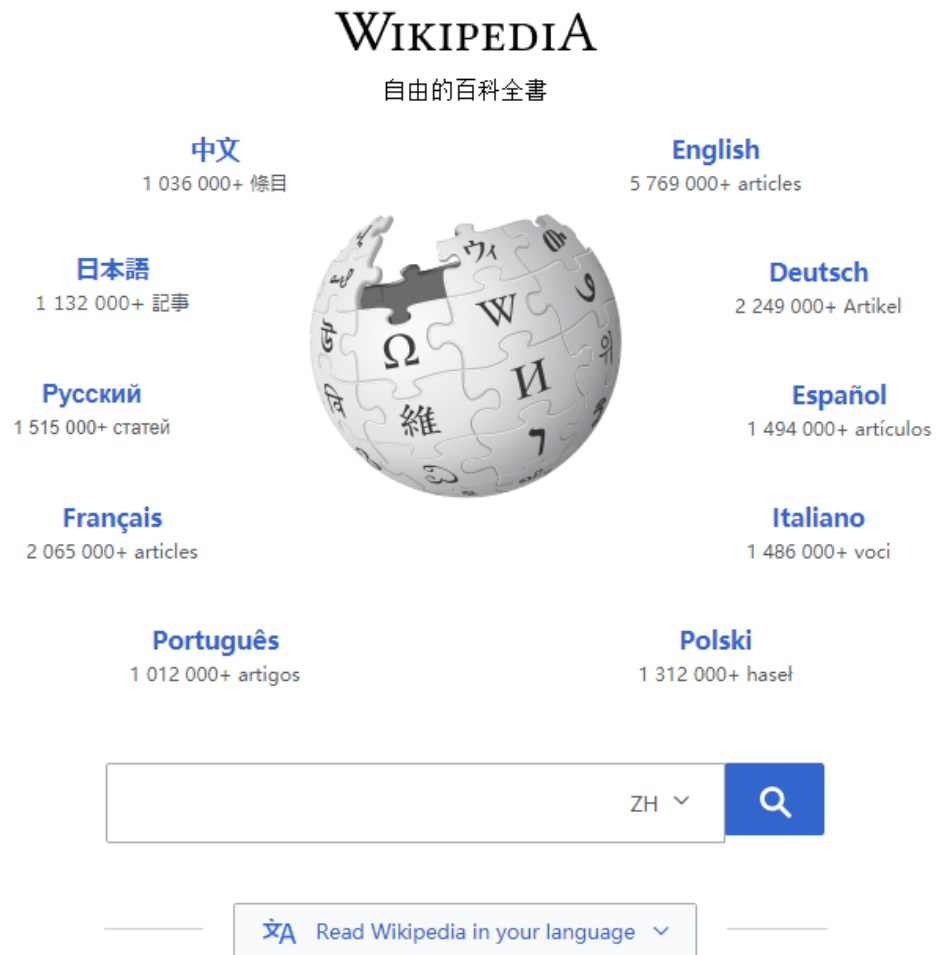 WIKIPEDIA
自由的百科全書
中文
1 036 000+ 條目
English
5 769 000+ articles
日本語
1 132 000+ 記事
Deutsch
2 249 000+ Artikel
Русский
1 515 000+ статей
Español
1 494 000+ artículos
Français
2 065 000+ articles
Italiano
1 486 000+ voci
Português
1 012 000+ artigos
Polski
1 312 000+ haseł
Ω
W
И
維
ウィ
ZH
Read Wikipedia in your language